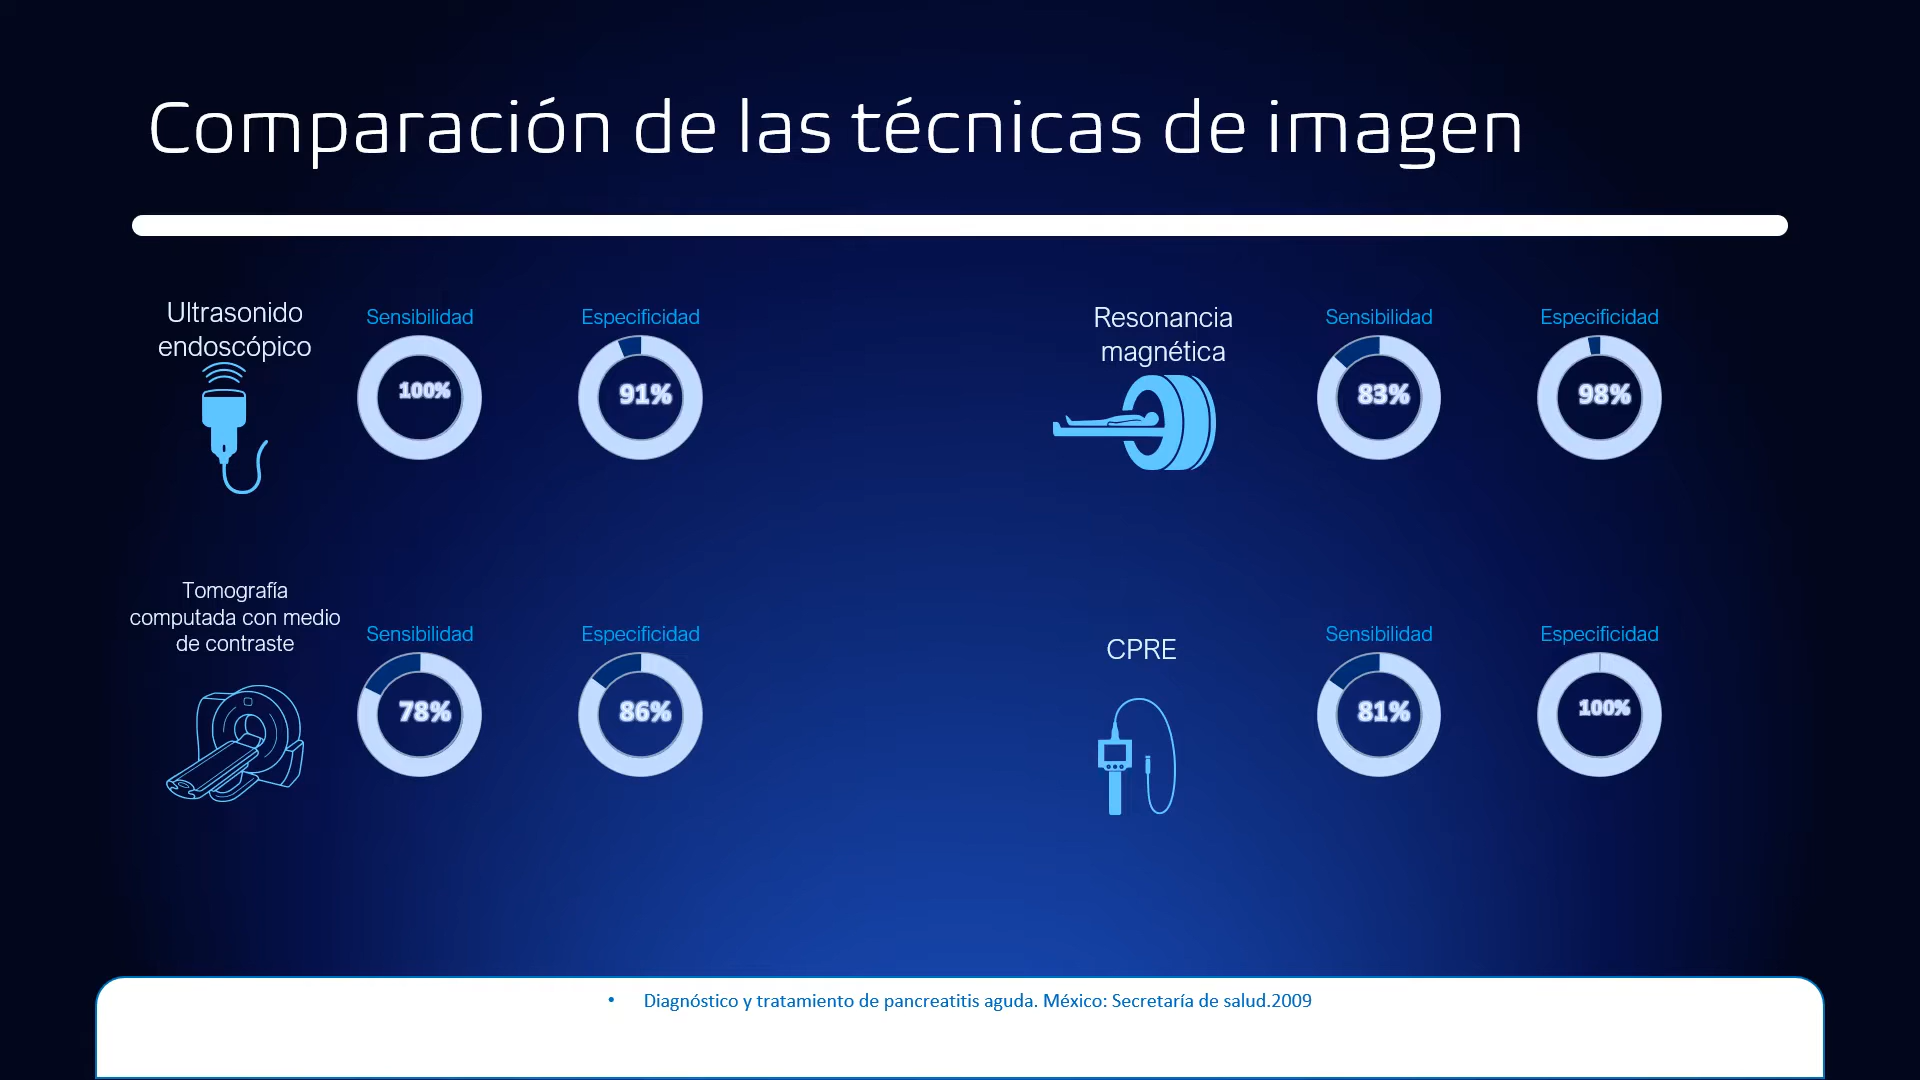 Comparación de las técnicas de imagen
Ultrasonido
endoscópico
Sensibilidad
100%
Especificidad
91%
Resonancia
magnética
Sensibilidad
83%
Especificidad
98%
Tomografía
computada con medio
de contraste
Sensibilidad
78%
Especificidad
86%
CPRE
Sensibilidad
81%
Especificidad
100%
• Diagnóstico y tratamiento de pancreatitis aguda. México: Secretaría de salud.2009